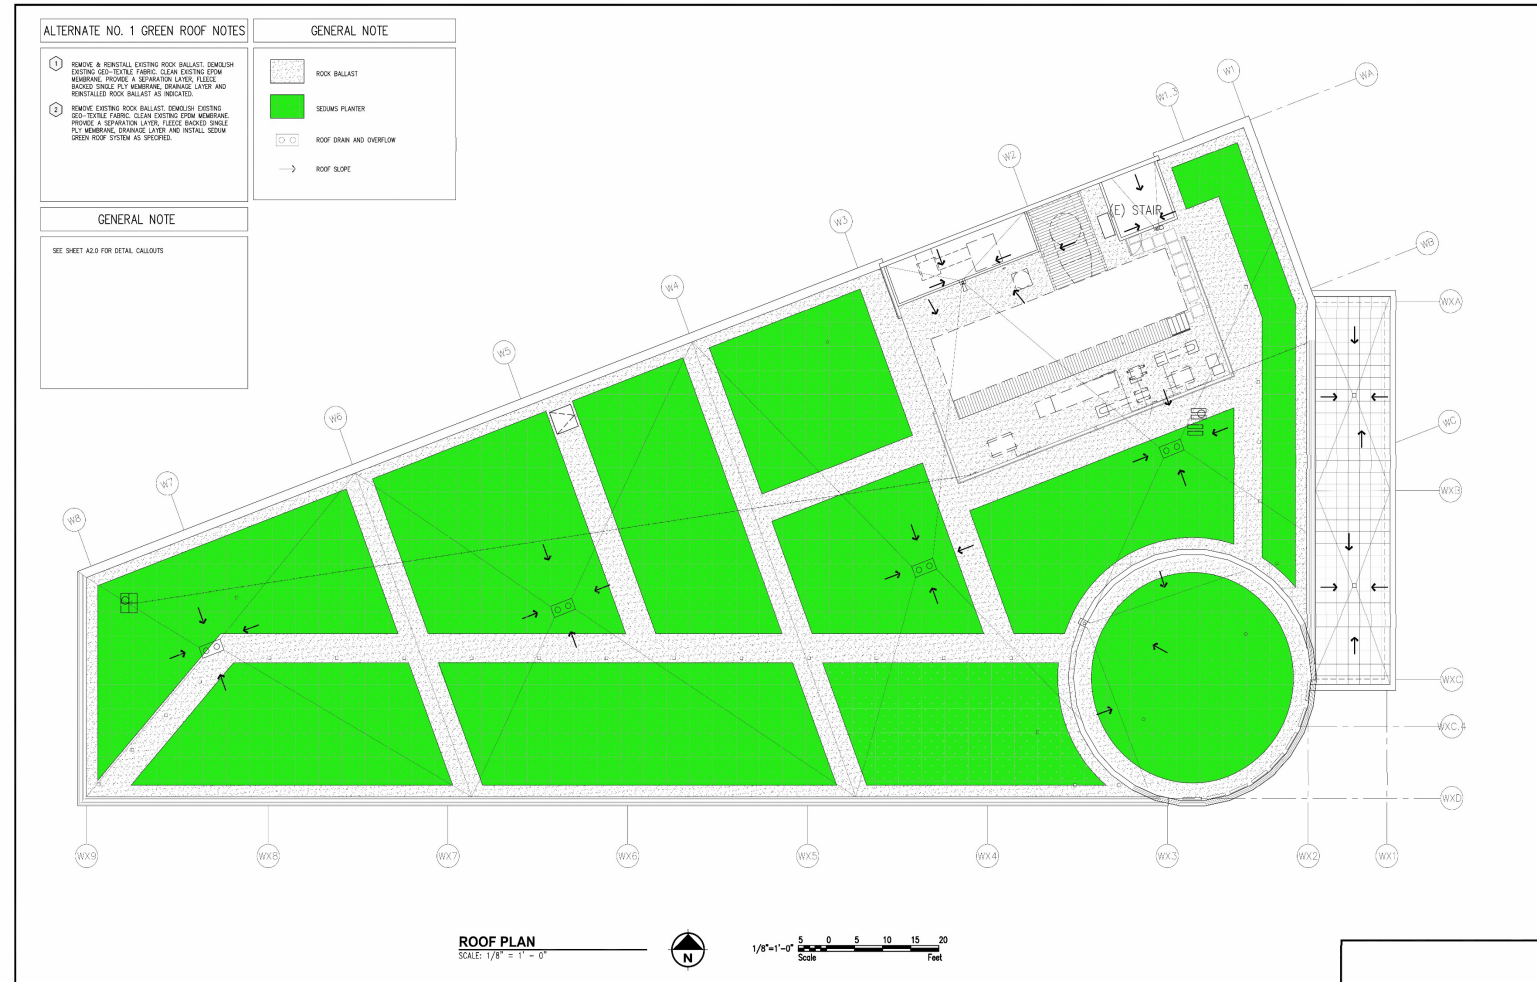 ALTERNATE NO. 1 GREEN ROOF NOTES
1
REMOVE & REINSTALL EXISTING ROCK BALLAST. DEMOLISH
EXISTING GEO-TEXTILE FABRIC. CLEAN EXISTING EPDM
MEMBRANE. PROVIDE A SEPARATION LAYER, FLEECE
BACKED SINGLE PLY MEMBRANE, DRAINAGE LAYER AND
REINSTALLED ROCK BALLAST AS INDICATED.
2
REMOVE EXISTING ROCK BALLAST. DEMOLISH EXISTING
GEO-TEXTILE FABRIC. CLEAN EXISTING EPDM MEMBRANE.
PROVIDE A SEPARATION LAYER, FLEECE BACKED SINGLE
PLY MEMBRANE, DRAINAGE LAYER AND INSTALL SEDUM
GREEN ROOF SYSTEM AS SPECIFIED.
GENERAL NOTE
SEE SHEET A2.0 FOR DETAIL CALLOUTS
GENERAL NOTE
ROCK BALLAST
SEDUMS PLANTER
ROOF DRAIN AND OVERFLOW
ROOF SLOPE
W8
W7
W6
W5
W4
W3
W2
W1.3
W1
WA
WB
WXA
WC
WXB
WXC
WXC.4
WXD
(E) STAIR
WX9
WX8
WX7
WX6
WX5
WX4
WX3
WX2
WX1
ROOF PLAN
SCALE: 1/8" = 1' - 0"
N
1/8"=1'-0"
5 0 5 10 15 20
Scale Feet